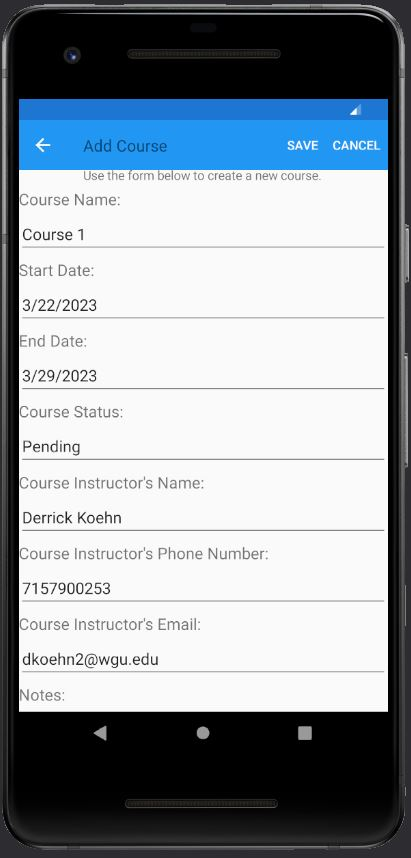 Add Course SAVE CANCEL
Use the form below to create a new course.
Course Name:
Course 1
Start Date:
3/22/2023
End Date:
3/29/2023
Course Status:
Pending
Course Instructor's Name:
Derrick Koehn
Course Instructor's Phone Number:
7157900253
Course Instructor's Email:
dkoehn2@wgu.edu
Notes: